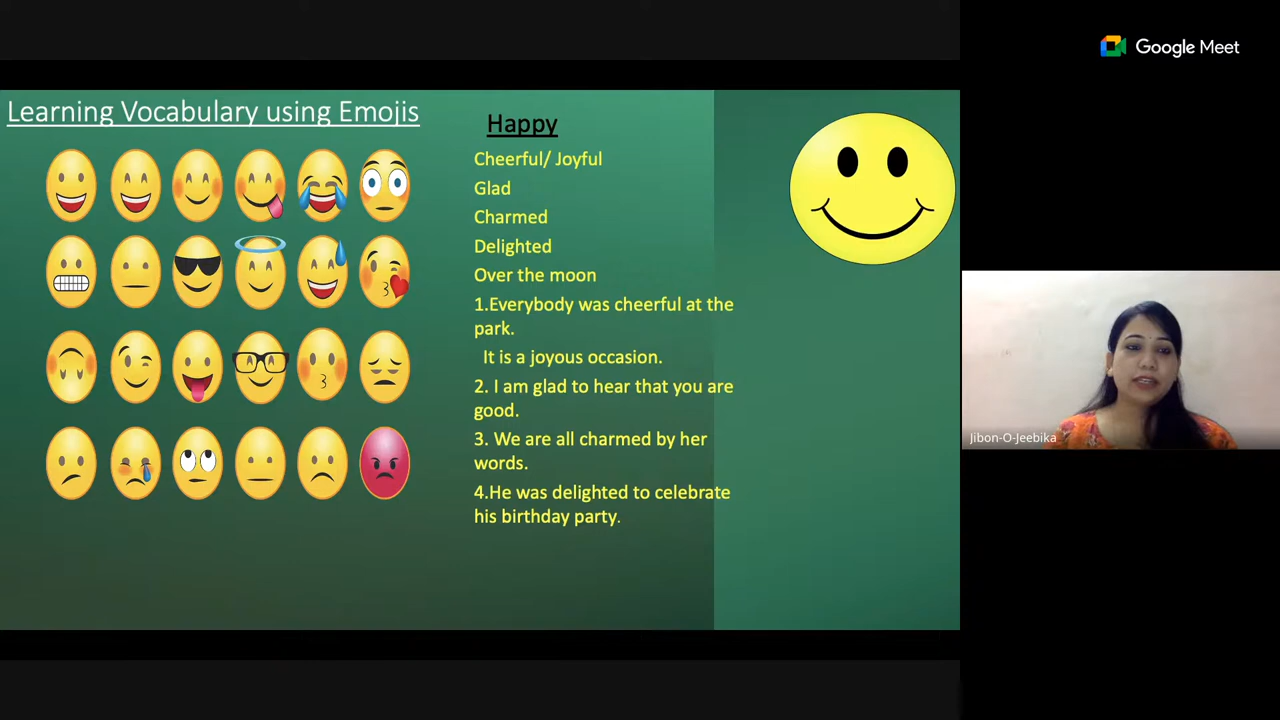 Google Meet
Learning Vocabulary using Emojis
Happy
Cheerful/ Joyful
Glad
Charmed
Delighted
Over the moon
1.Everybody was cheerful at the
park.
It is a joyous occasion.
2. I am glad to hear that you are
good.
3. We are all charmed by her
words.
4.He was delighted to celebrate
his birthday party.
Jibon-O-Jeebika